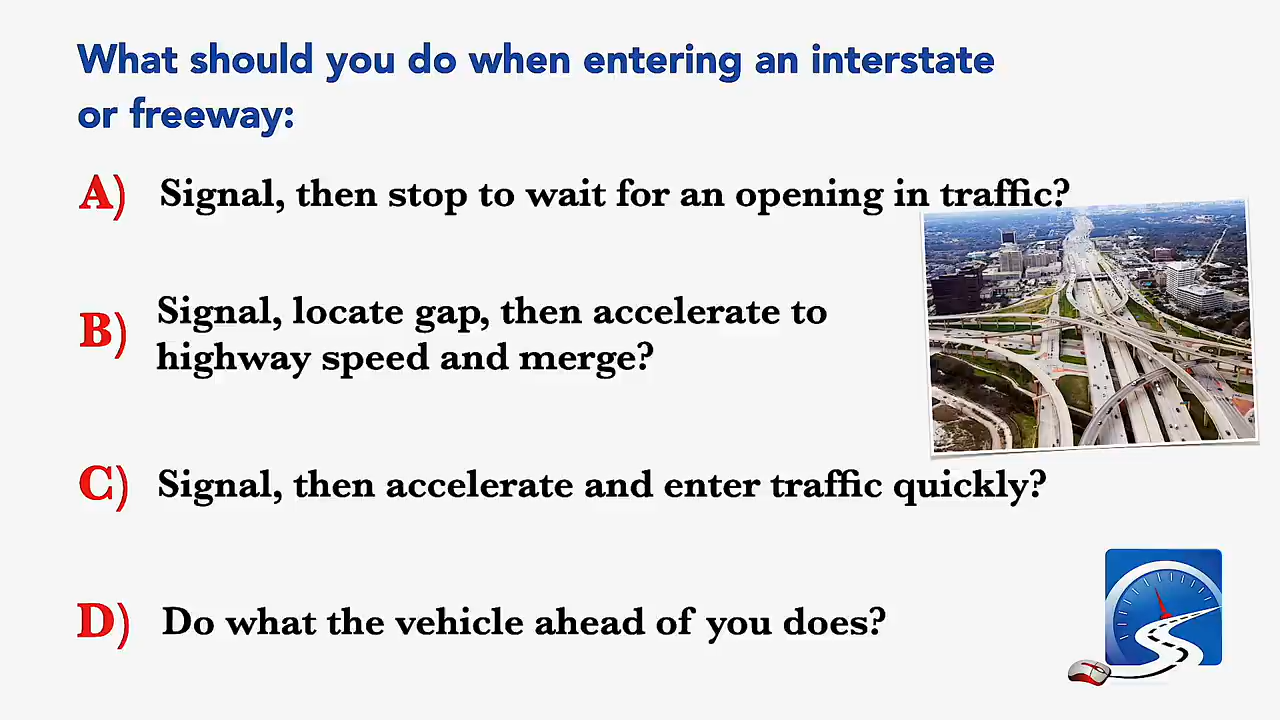 What should you do when entering an interstate
or freeway:
A) Signal, then stop to wait for an opening in traffic?
B) Signal, locate gap, then accelerate to
highway speed and merge?
C) Signal, then accelerate and enter traffic quickly?
D) Do what the vehicle ahead of you does?